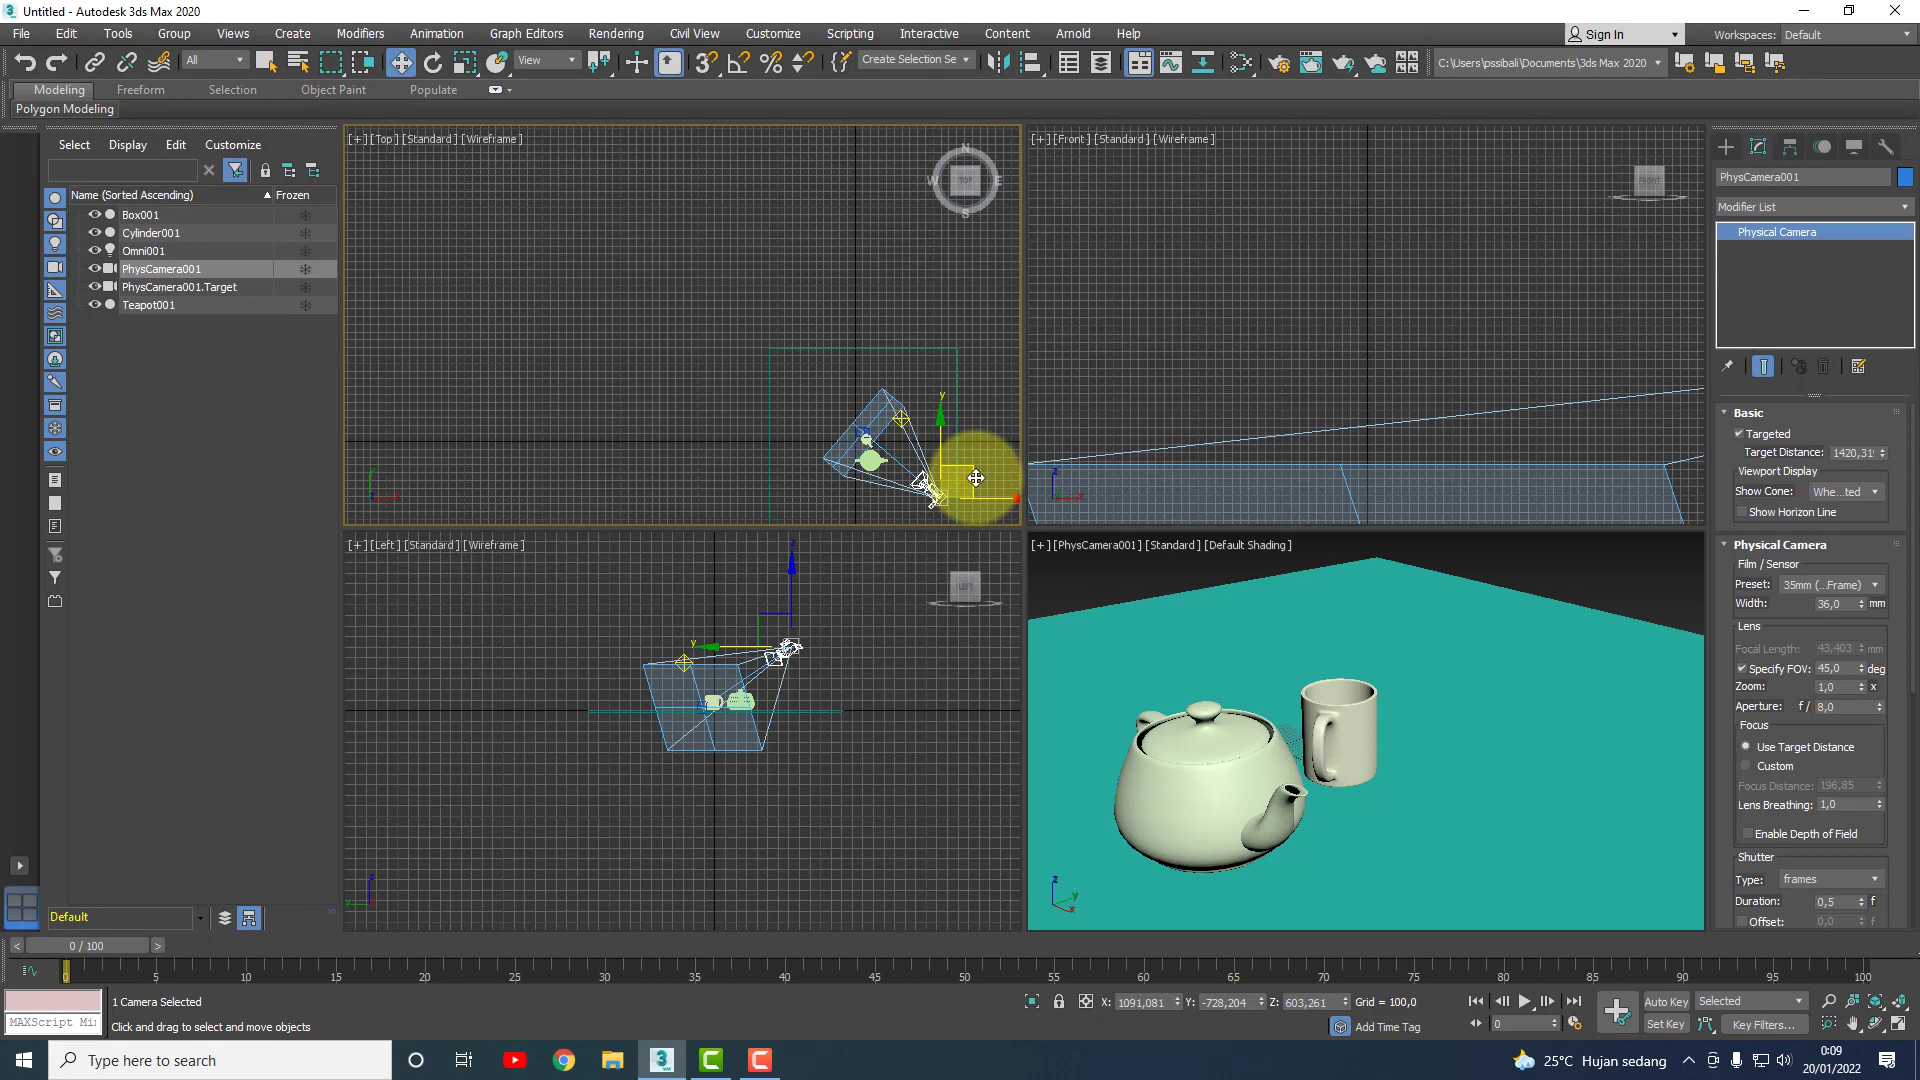 Untitled - Autodesk 3ds Max 2020
File Edit Tools Group Views Create Modifiers Animation Graph Editors Rendering Civil View Customize Scripting Interactive Content Arnold Help
Sign In Workspaces: Default
All View Create Selection Se C:\Users\pssibali\Documents\3ds Max 2020
Modeling Freeform Selection Object Paint Populate
Polygon Modeling
Select Display Edit Customize
Name (Sorted Ascending) Frozen
Box001
Cylinder001
Omni001
PhysCamera001
PhysCamera001.Target
Teapot001
Default
[+] [Top] [Standard] [Wireframe]
N
W TOP E
S
y
[+] [Front] [Standard] [Wireframe]
FRONT
[+] [Left] [Standard] [Wireframe]
LEFT
z
y
[+] [PhysCamera001] [Standard] [Default Shading]
z
y
x
PhysCamera001
Modifier List
Physical Camera
Basic
Targeted
Target Distance: 1420,31
Viewport Display
Show Cone: Whe...ted
Show Horizon Line
Physical Camera
Film / Sensor
Preset: 35mm (...Frame)
Width: 36,0 mm
Lens
Focal Length: 43,403 mm
Specify FOV: 45,0 deg
Zoom: 1,0 x
Aperture: f / 8,0
Focus
Use Target Distance
Custom
Focus Distance: 196,85
Lens Breathing: 1,0
Enable Depth of Field
Shutter
Type: frames
Duration: 0,5 f
Offset: 0,0 f
< 0 / 100 >
0 5 10 15 20 25 30 35 40 45 50 55 60 65 70 75 80 85 90 95 100
1 Camera Selected
MAXScript Mi
Click and drag to select and move objects
X: 1091,081 Y: -728,204 Z: 603,261 Grid = 100,0
Add Time Tag
0
Auto Key Selected
Set Key Key Filters...
Type here to search
25°C Hujan sedang
0:09
20/01/2022